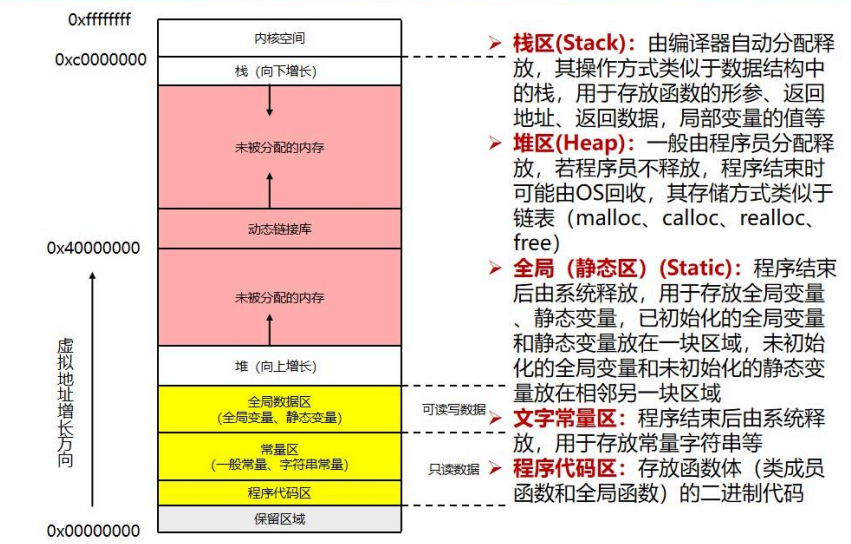 0xffffffff
内核空间
0xc0000000
栈（向下增长）
未被分配的内存
动态链接库
0x40000000
未被分配的内存
堆（向上增长）
全局数据区
(全局变量、静态变量)
可读写数据
常量区
(一般常量、字符串常量)
只读数据
程序代码区
保留区域
0x00000000
虚拟地址增长方向
栈区(Stack)：由编译器自动分配释
放，其操作方式类似于数据结构中
的栈，用于存放函数的形参、返回
地址、返回数据，局部变量的值等
堆区(Heap)：一般由程序员分配释
放，若程序员不释放，程序结束时
可能由OS回收，其存储方式类似于
链表（malloc、calloc、realloc、
free）
全局（静态区）(Static)：程序结束
后由系统释放，用于存放全局变量
、静态变量，已初始化的全局变量
和静态变量放在一块区域，未初始
化的全局变量和未初始化的静态变
量放在相邻另一块区域
文字常量区：程序结束后由系统释
放，用于存放常量字符串等
程序代码区：存放函数体（类成员
函数和全局函数）的二进制代码